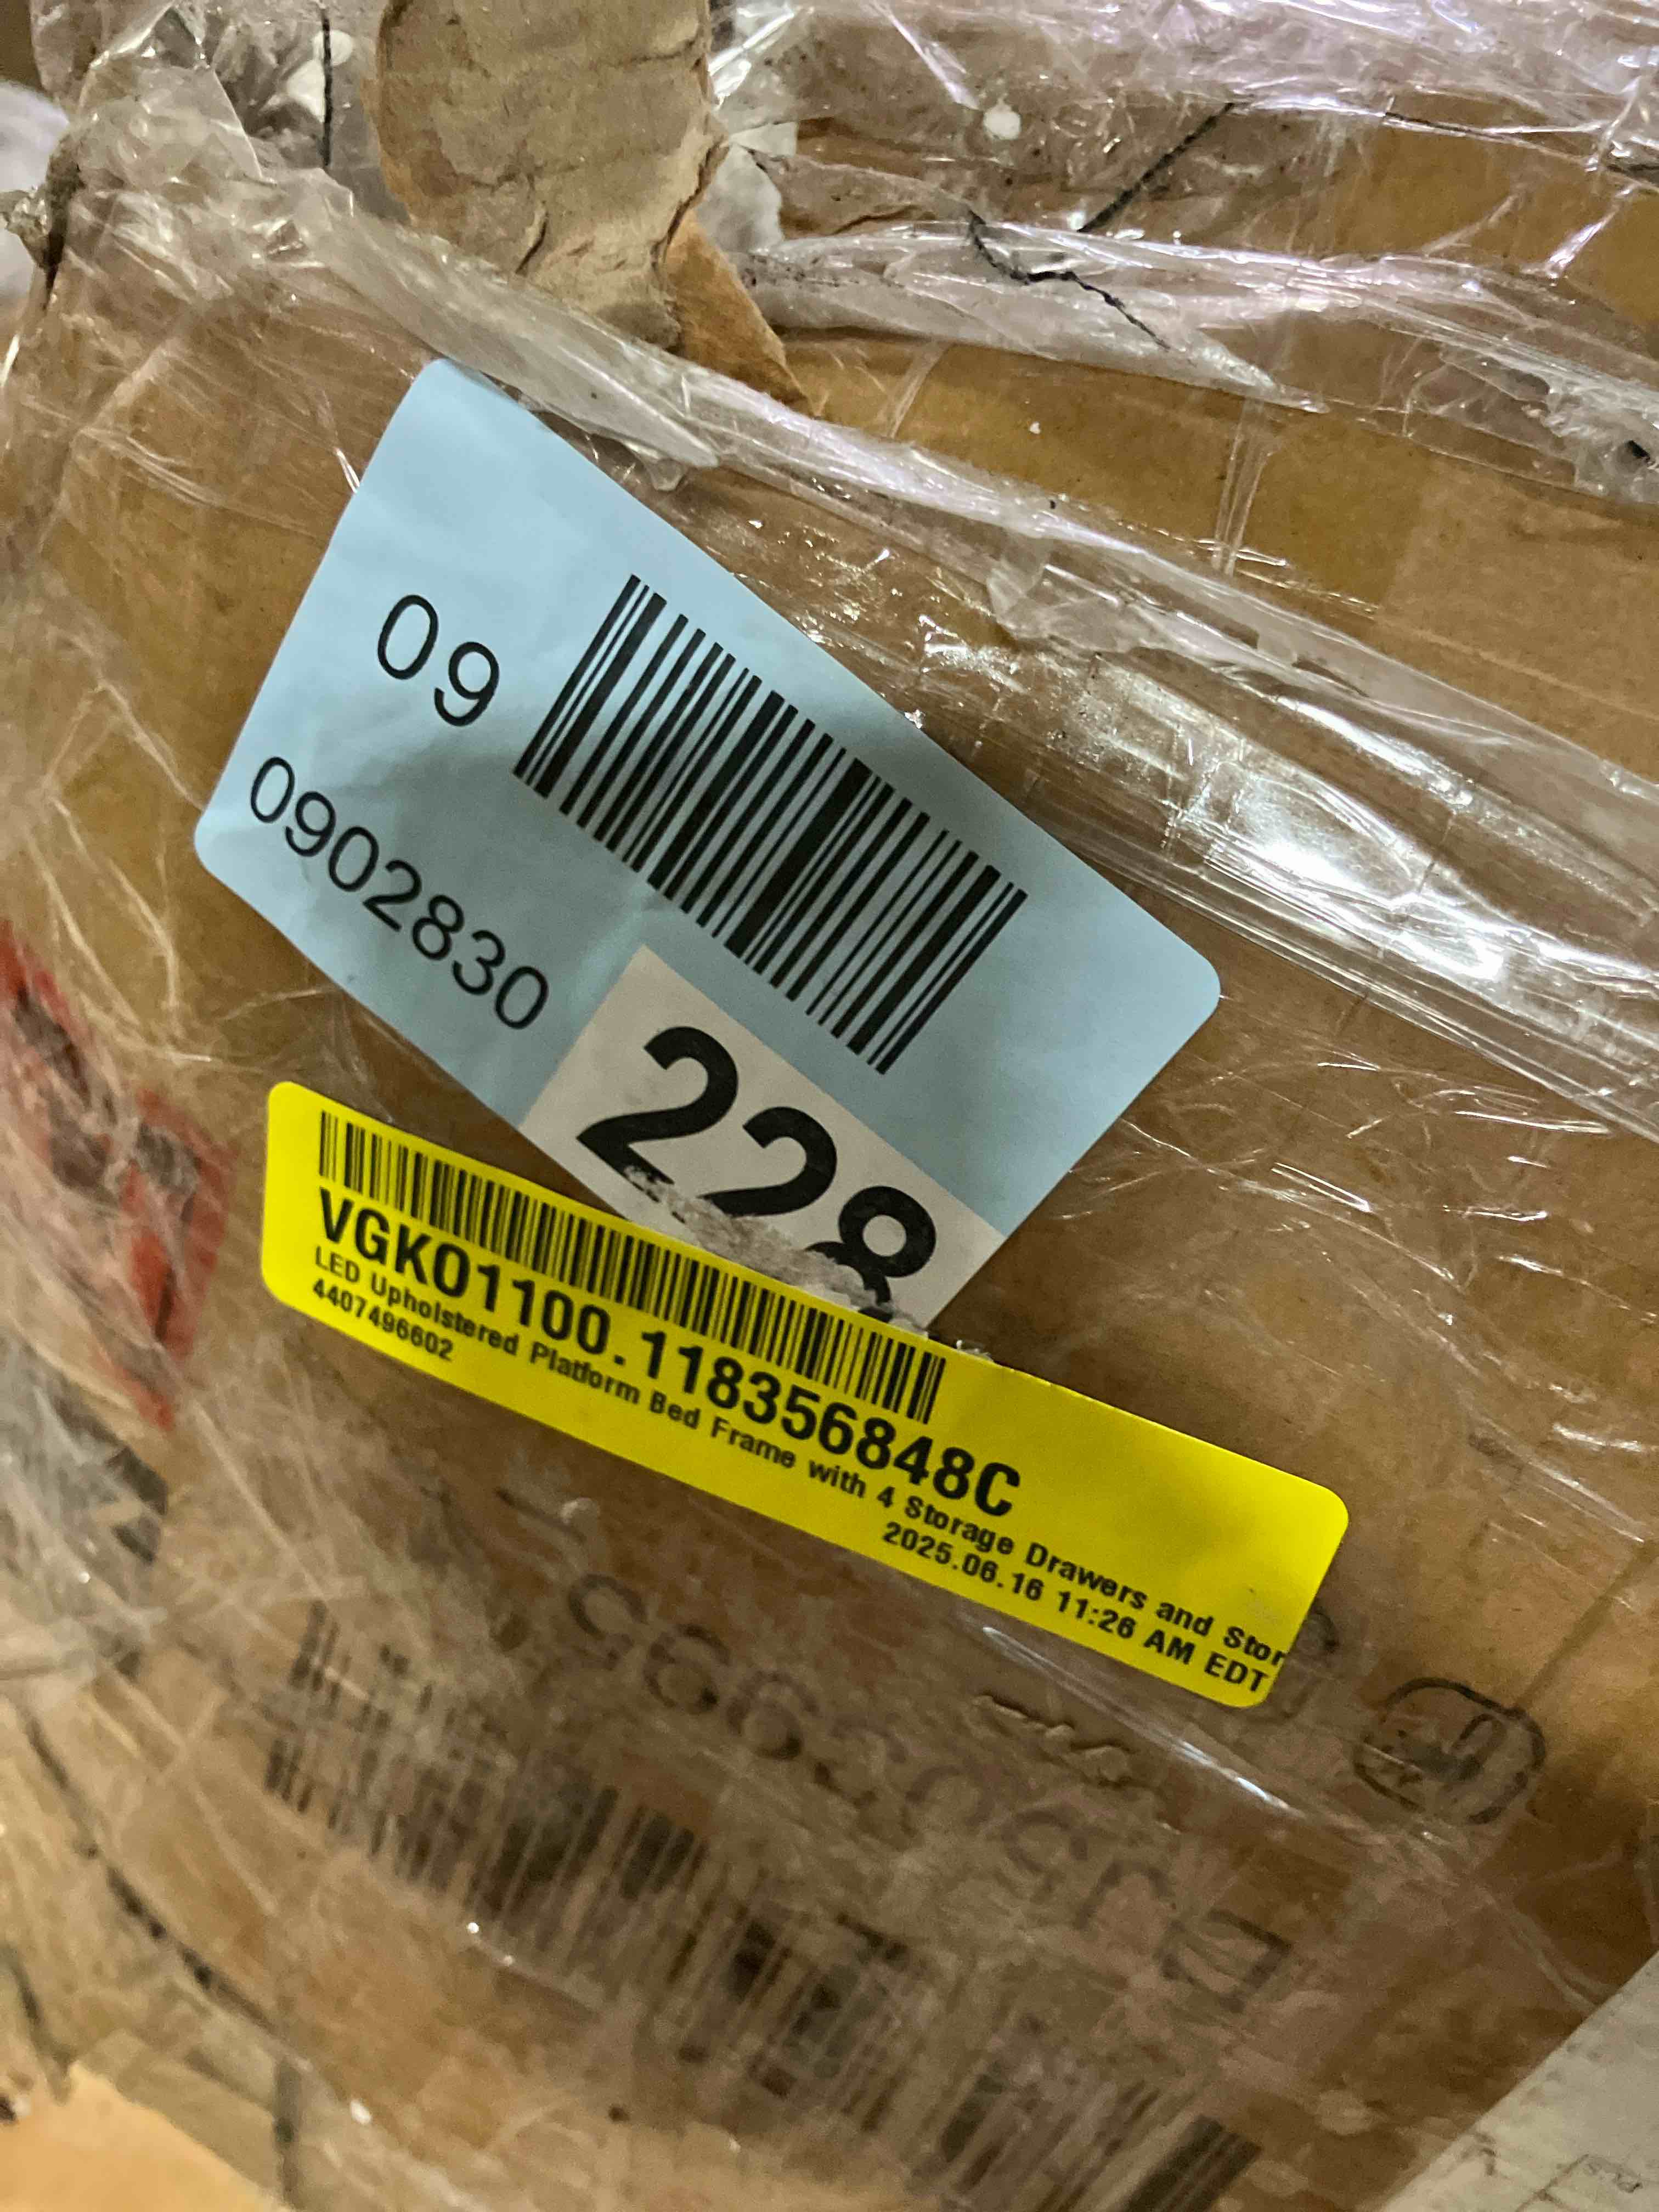 09
0902830
228
VGK01100.118356848C
LED Upholstered Platform Bed Frame with 4 Storage Drawers and Stor
4407496602
2025.06.16 11:26 AM EDT